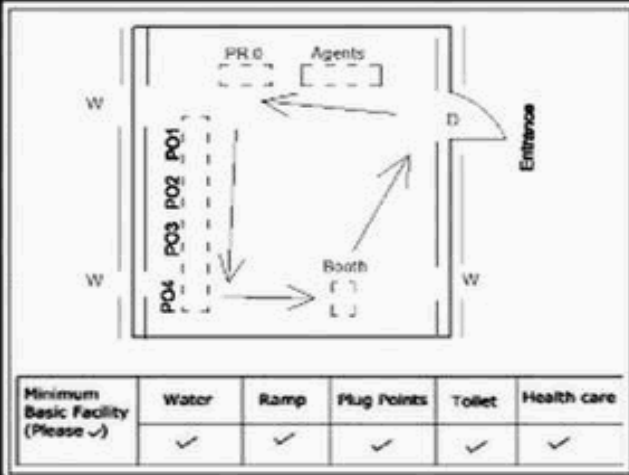 PR.O Agents
W
D
Entrance
PO1
PO2
PO3
PO4
W
Booth
W
Minimum
Basic Facility
(Please ✓)
Water
Ramp
Plug Points
Toilet
Health care
✓ ✓ ✓ ✓ ✓